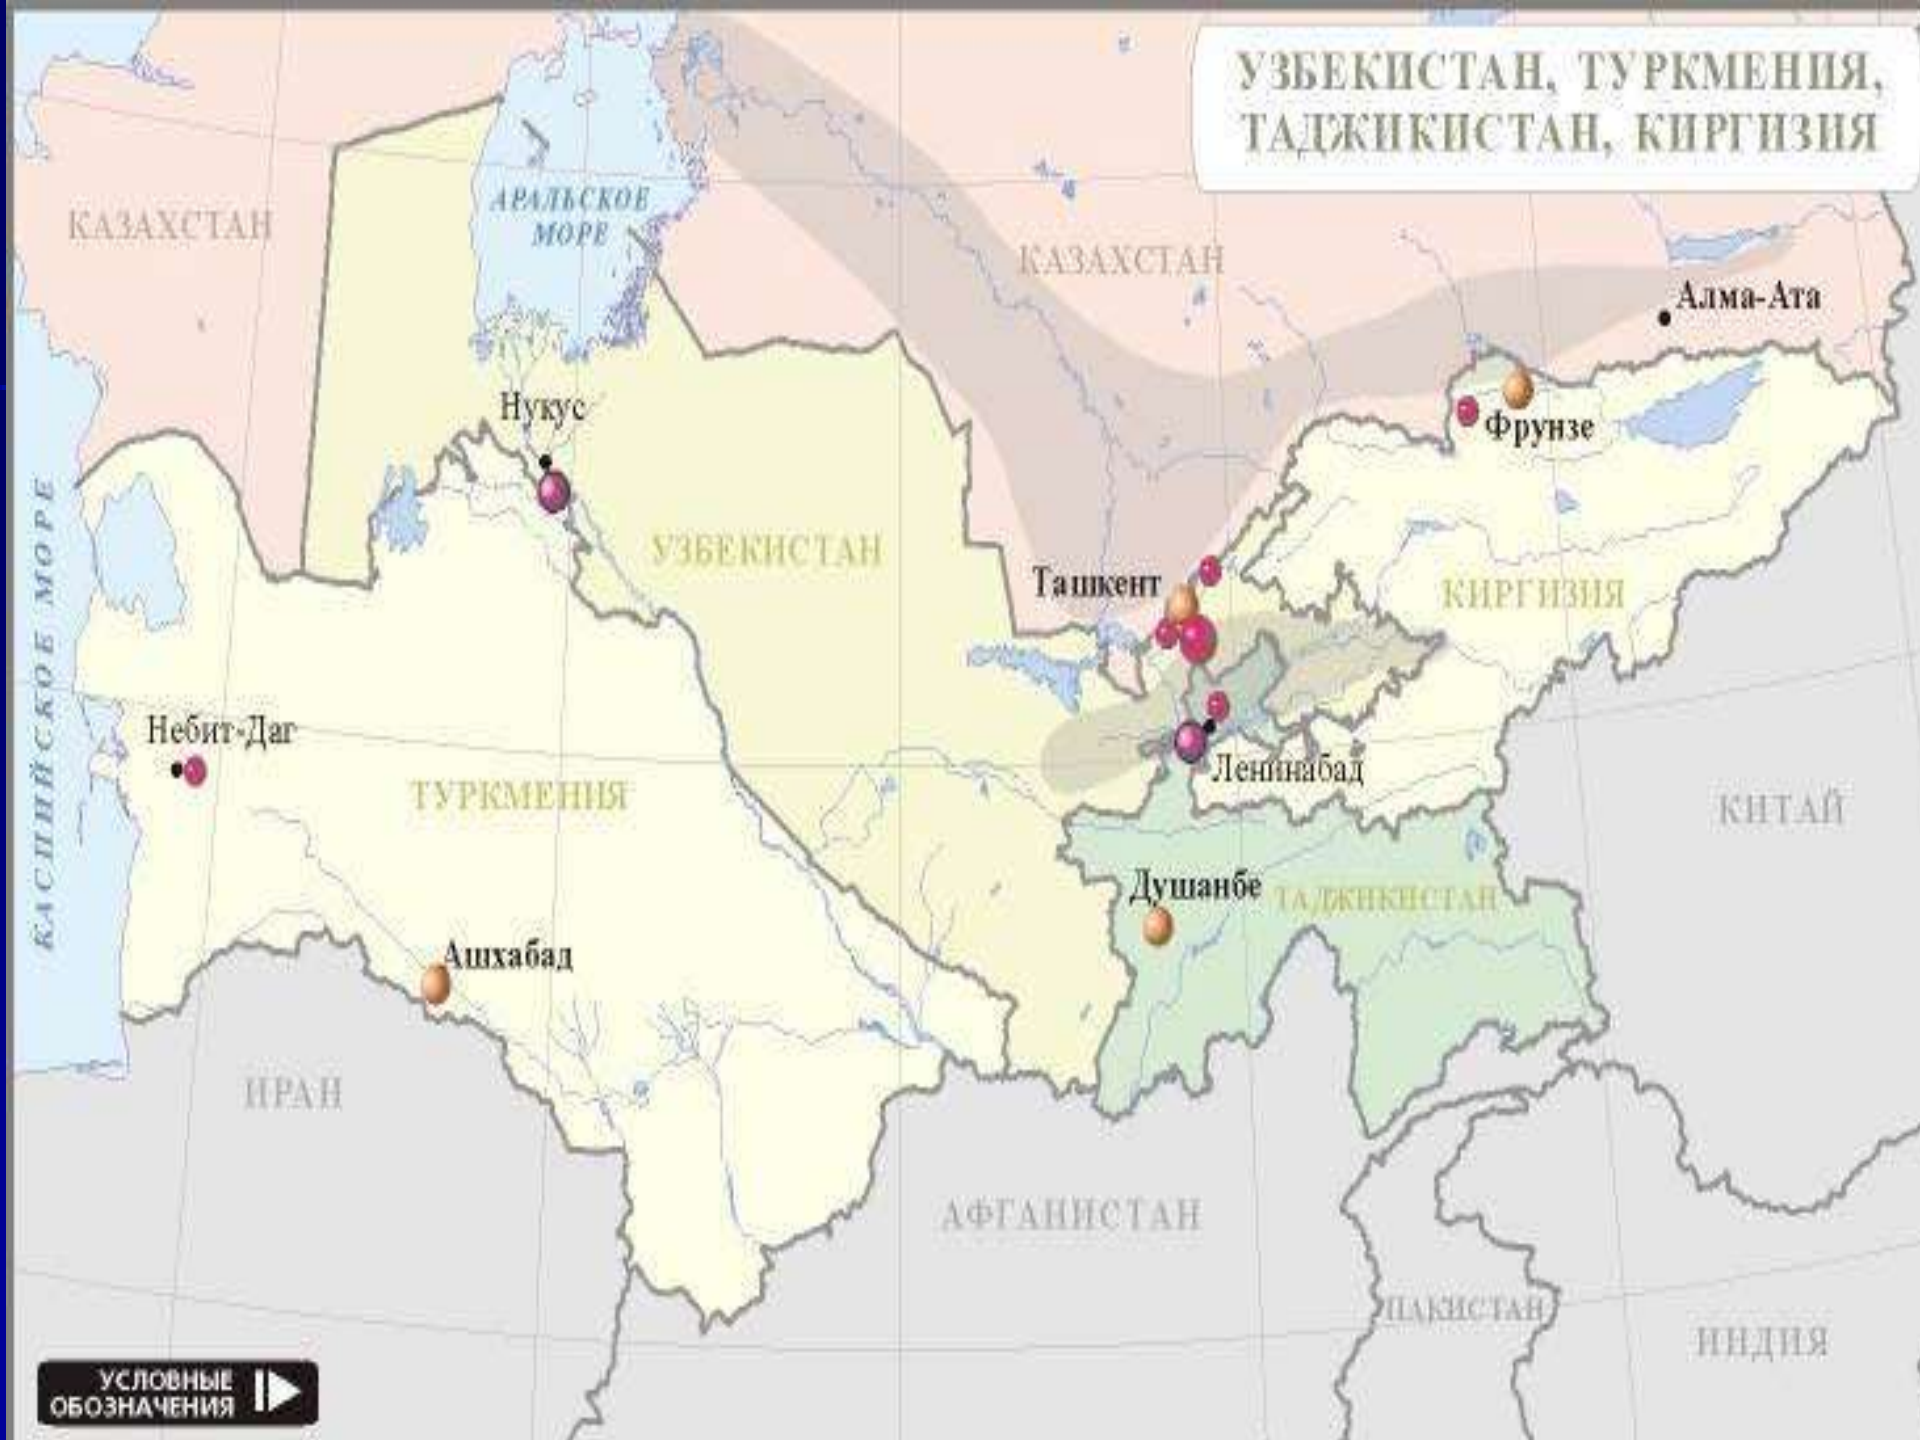 УЗБЕКИСТАН, ТУРКМЕНИЯ,
ТАДЖИКИСТАН, КИРГИЗИЯ
КАЗАХСТАН
АРАЛЬСКОЕ
МОРЕ
КАЗАХСТАН
Алма-Ата
Нукус
Фрунзе
КАСПИЙСКОЕ МОРЕ
УЗБЕКИСТАН
Ташкент
КИРГИЗИЯ
Небит-Даг
ТУРКМЕНИЯ
Ленинабад
КИТАЙ
Душанбе
ТАДЖИКИСТАН
Ашхабад
ИРАН
АФГАНИСТАН
ПАКИСТАН
ИНДИЯ
УСЛОВНЫЕ
ОБОЗНАЧЕНИЯ